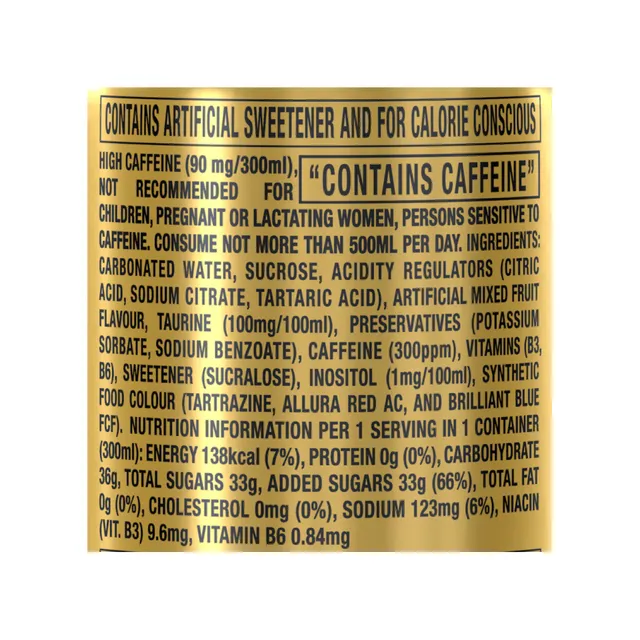 CONTAINS ARTIFICIAL SWEETENER AND FOR CALORIE CONSCIOUS
HIGH CAFFEINE (90 mg/300ml),
NOT RECOMMENDED FOR
"CONTAINS CAFFEINE"
CHILDREN, PREGNANT OR LACTATING WOMEN, PERSONS SENSITIVE TO
CAFFEINE. CONSUME NOT MORE THAN 500ML PER DAY. INGREDIENTS:
CARBONATED WATER, SUCROSE, ACIDITY REGULATORS (CITRIC
ACID, SODIUM CITRATE, TARTARIC ACID), ARTIFICIAL MIXED FRUIT
FLAVOUR, TAURINE (100mg/100ml), PRESERVATIVES (POTASSIUM
SORBATE, SODIUM BENZOATE), CAFFEINE (300ppm), VITAMINS (B3,
B6), SWEETENER (SUCRALOSE), INOSITOL (1mg/100ml), SYNTHETIC
FOOD COLOUR (TARTRAZINE, ALLURA RED AC, AND BRILLIANT BLUE
FCF). NUTRITION INFORMATION PER 1 SERVING IN 1 CONTAINER
(300ml): ENERGY 138kcal (7%), PROTEIN 0g (0%), CARBOHYDRATE
36g, TOTAL SUGARS 33g, ADDED SUGARS 33g (66%), TOTAL FAT
0g (0%), CHOLESTEROL 0mg (0%), SODIUM 123mg (6%), NIACIN
(VIT. B3) 9.6mg, VITAMIN B6 0.84mg